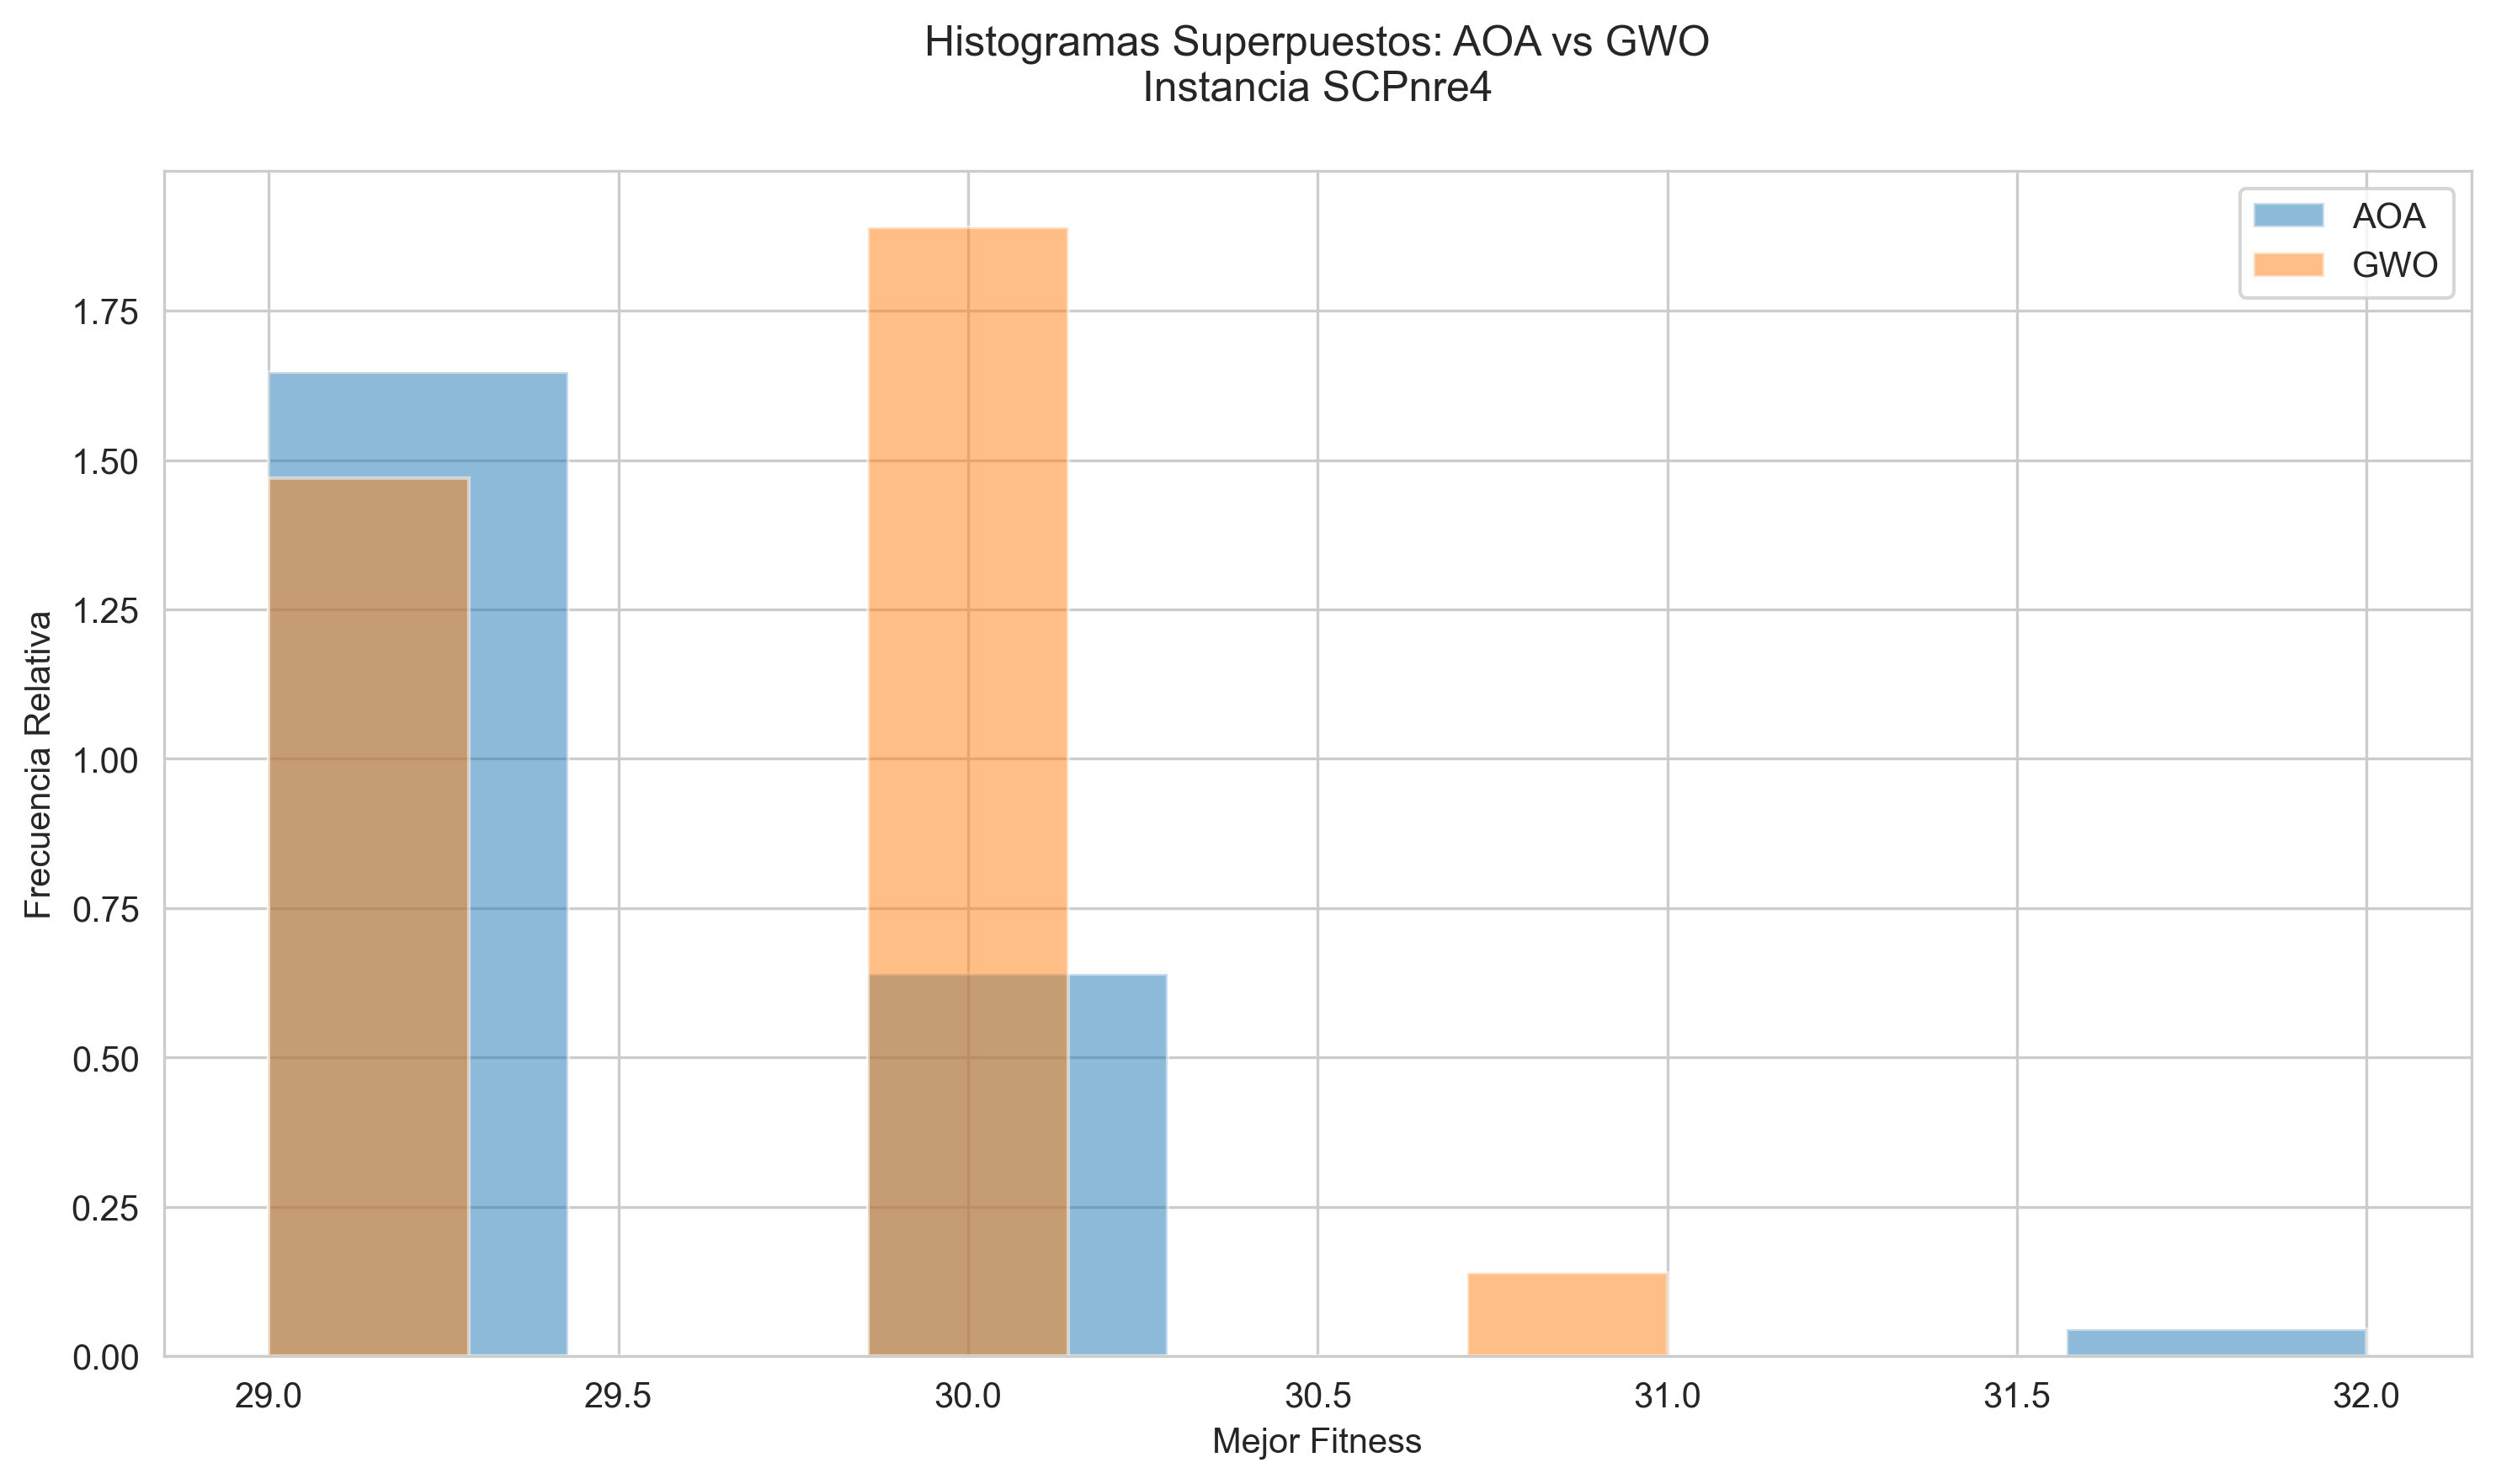 Histogramas Superpuestos: AOA vs GWO
Instancia SCPnre4
AOA
GWO
Frecuencia Relativa
1.75
1.50
1.25
1.00
0.75
0.50
0.25
0.00
29.0 29.5 30.0 30.5 31.0 31.5 32.0
Mejor Fitness